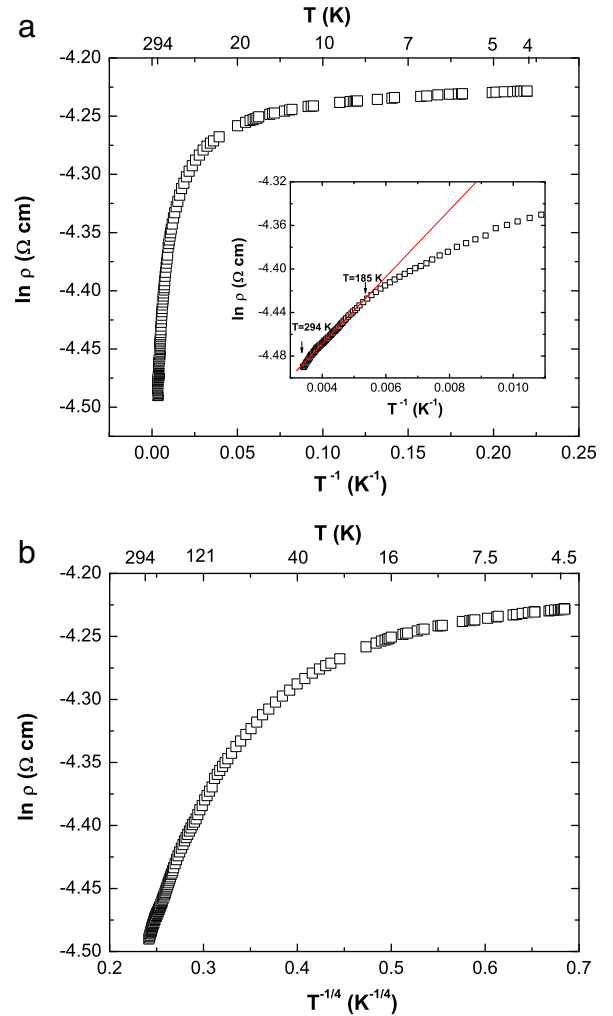 a
T (K)
294 20 10 7 5 4
-4.20
-4.25
-4.30
-4.35
-4.40
-4.45
-4.50
ln ρ (Ω cm)
-4.32
-4.36
-4.40
-4.44
-4.48
ln ρ (Ω cm)
T=185 K
T=294 K
0.004 0.006 0.008 0.010
T⁻¹ (K⁻¹)
0.00 0.05 0.10 0.15 0.20 0.25
T⁻¹ (K⁻¹)
b
T (K)
294 121 40 16 7.5 4.5
-4.20
-4.25
-4.30
-4.35
-4.40
-4.45
-4.50
ln ρ (Ω cm)
0.2 0.3 0.4 0.5 0.6 0.7
T⁻¹/⁴ (K⁻¹/⁴)